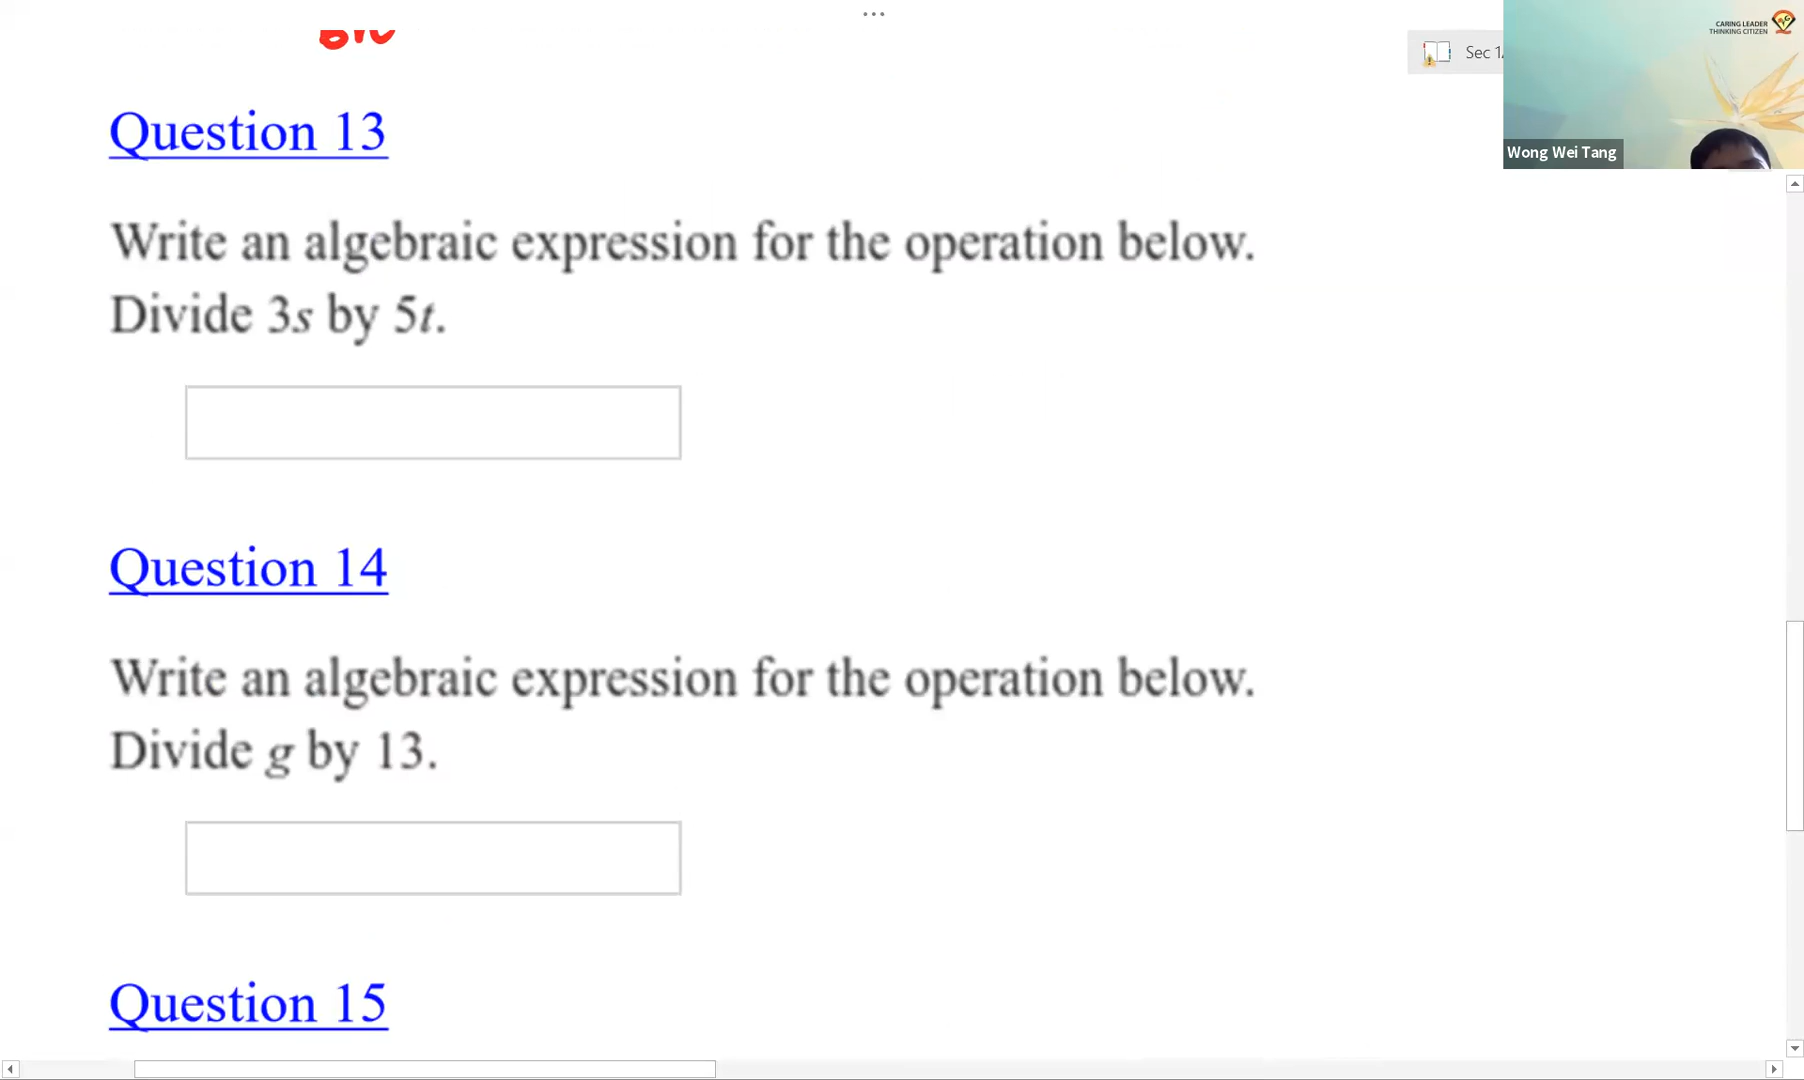 CARING LEADER
THINKING CITIZEN
Sec 1
Wong Wei Tang
Question 13
Write an algebraic expression for the operation below.
Divide 3s by 5t.
Question 14
Write an algebraic expression for the operation below.
Divide g by 13.
Question 15